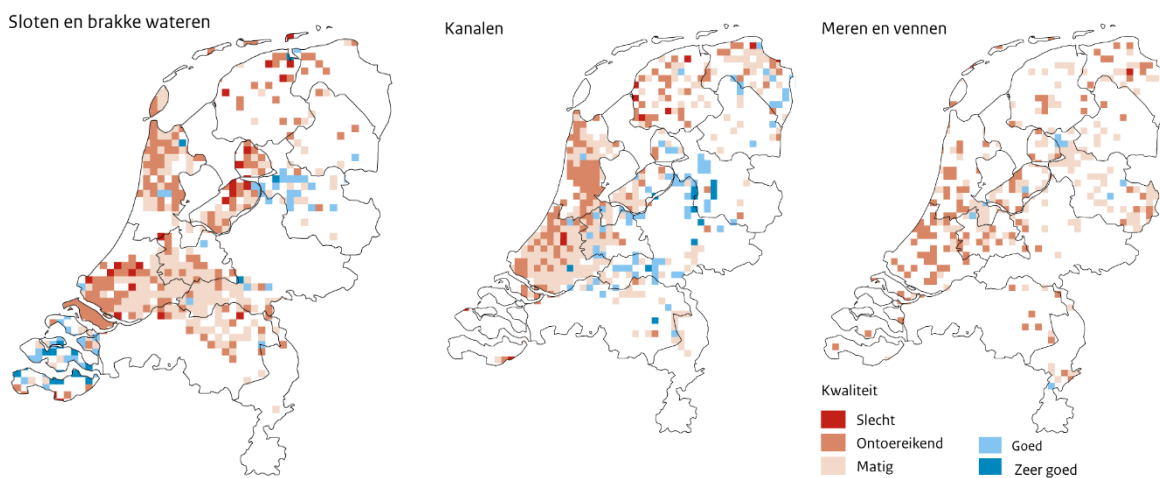 Sloten en brakke wateren
Kanalen
Meren en vennen
Kwaliteit
Slecht
Ontoereikend
Matig
Goed
Zeer goed